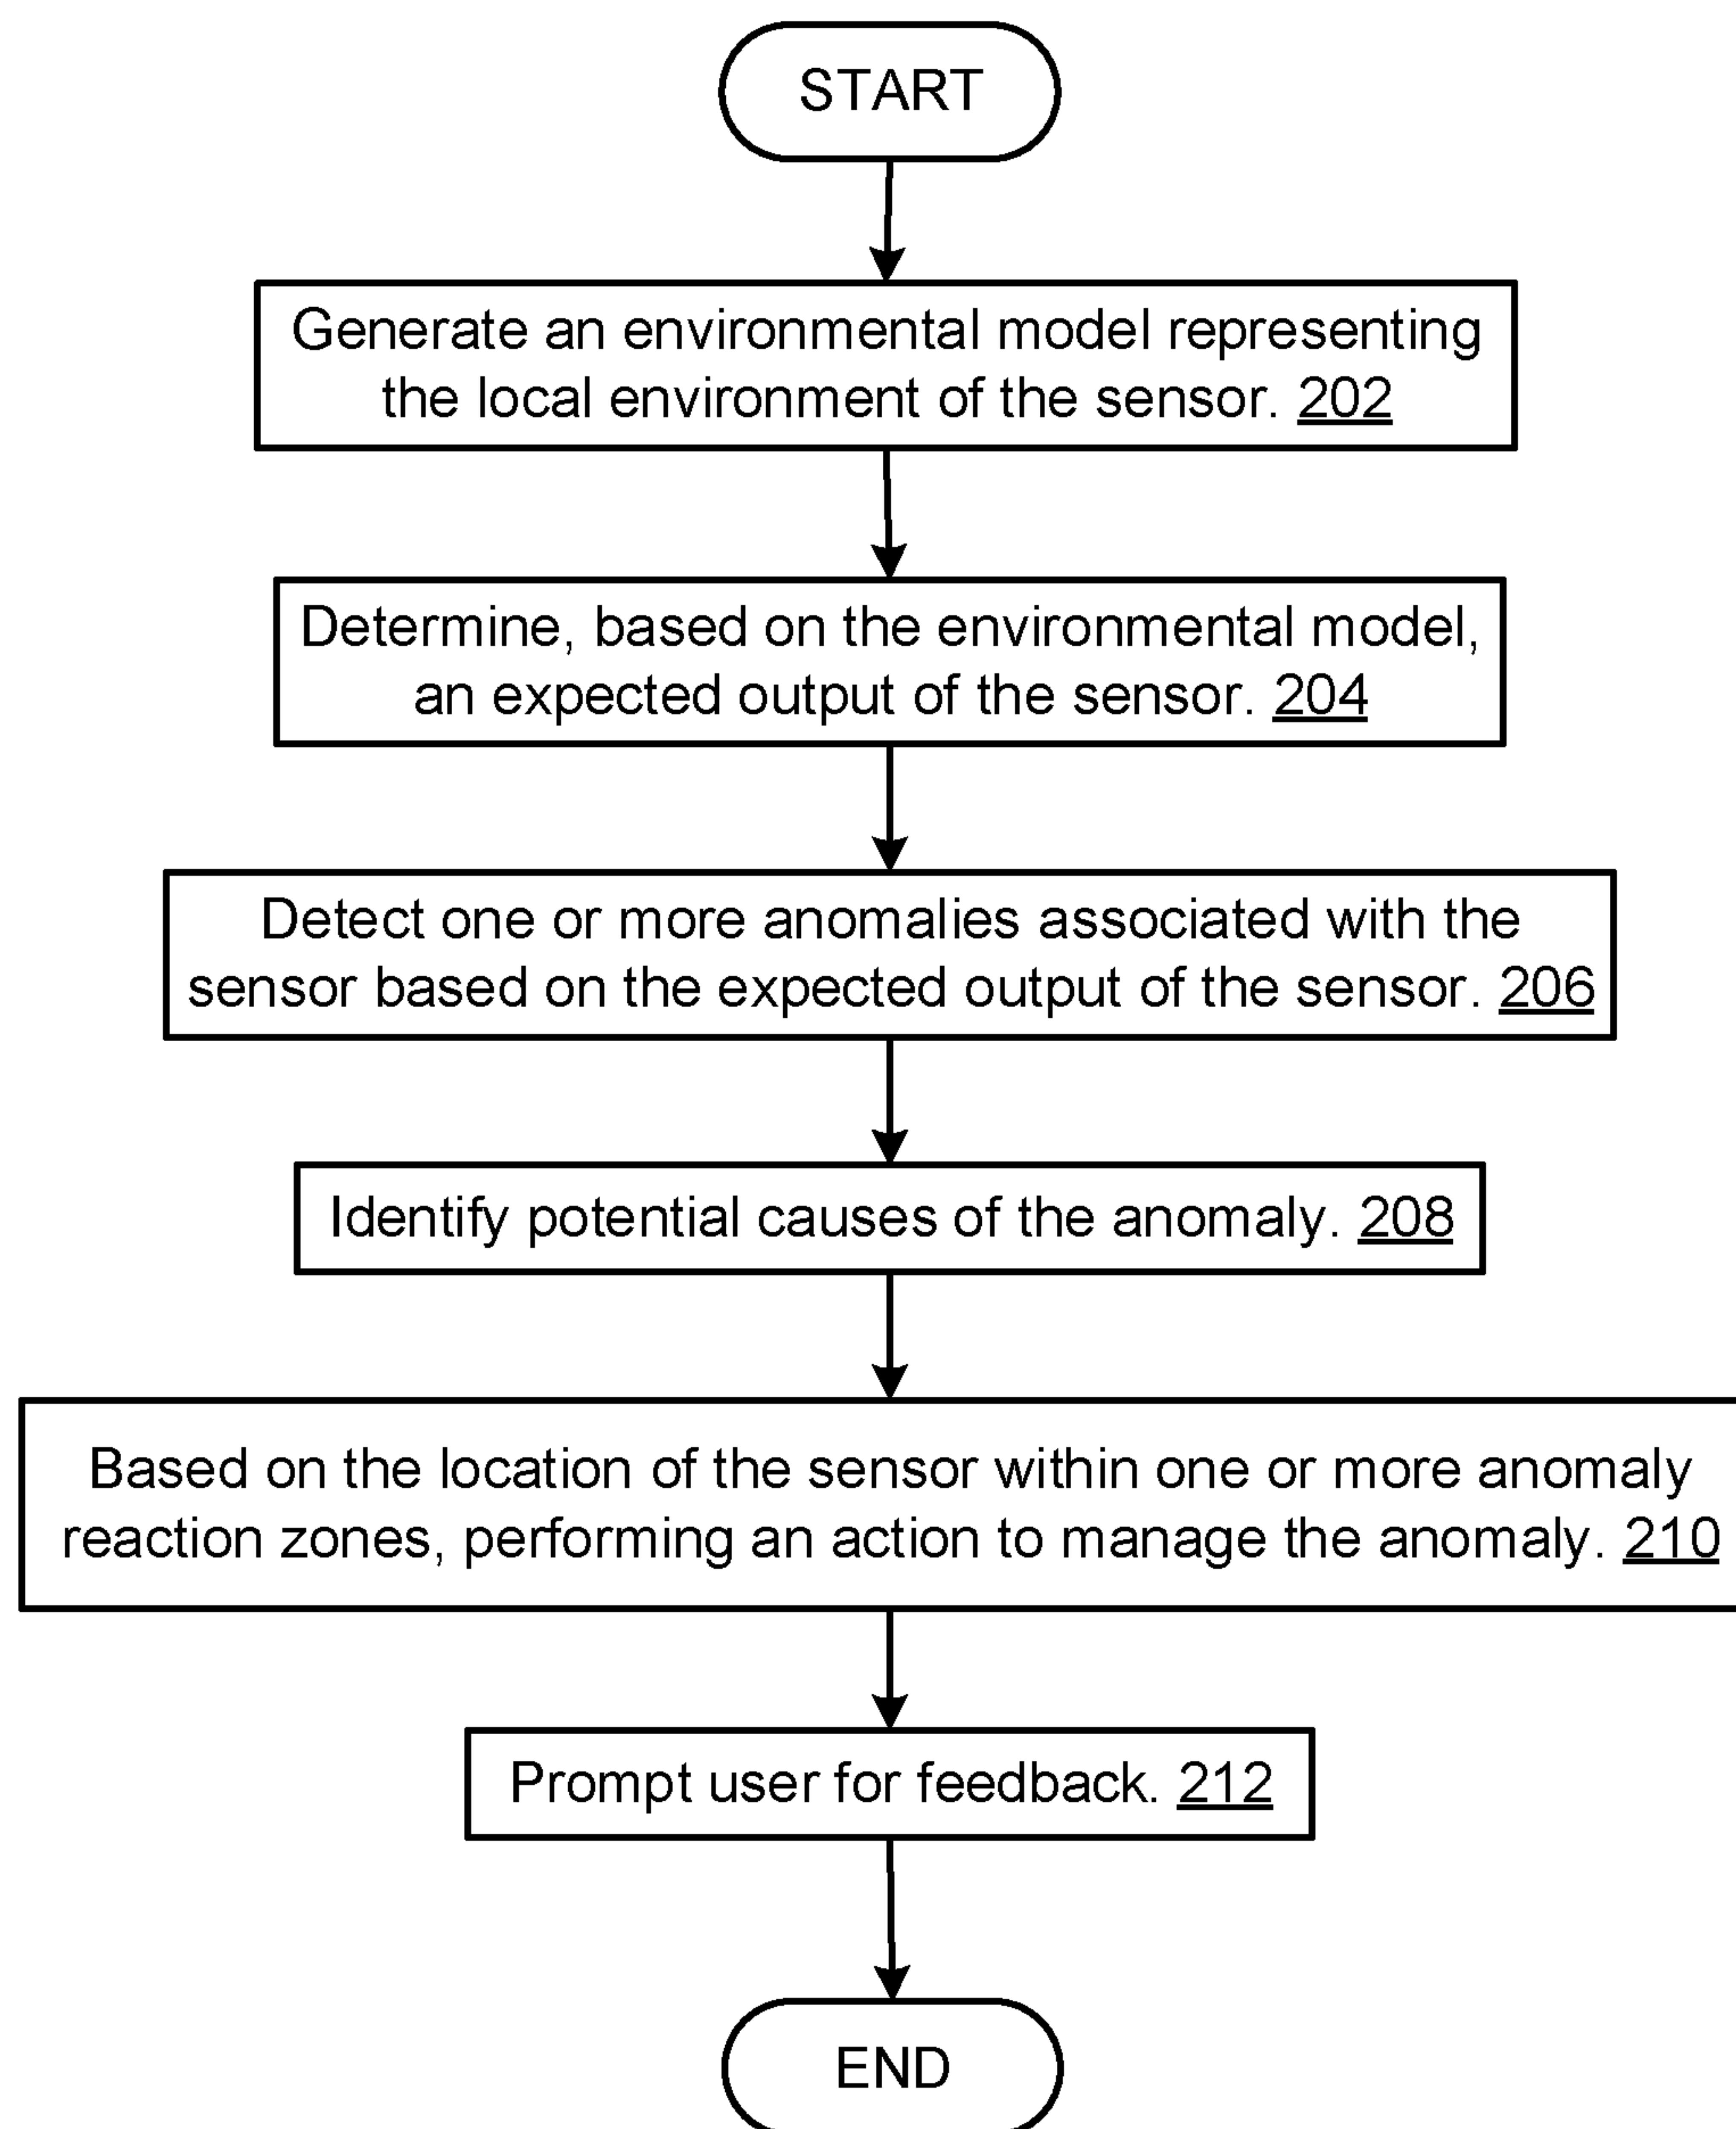 START
Generate an environmental model representing
the local environment of the sensor. 202
Determine, based on the environmental model,
an expected output of the sensor. 204
Detect one or more anomalies associated with the
sensor based on the expected output of the sensor. 206
Identify potential causes of the anomaly. 208
Based on the location of the sensor within one or more anomaly
reaction zones, performing an action to manage the anomaly. 210
Prompt user for feedback. 212
END